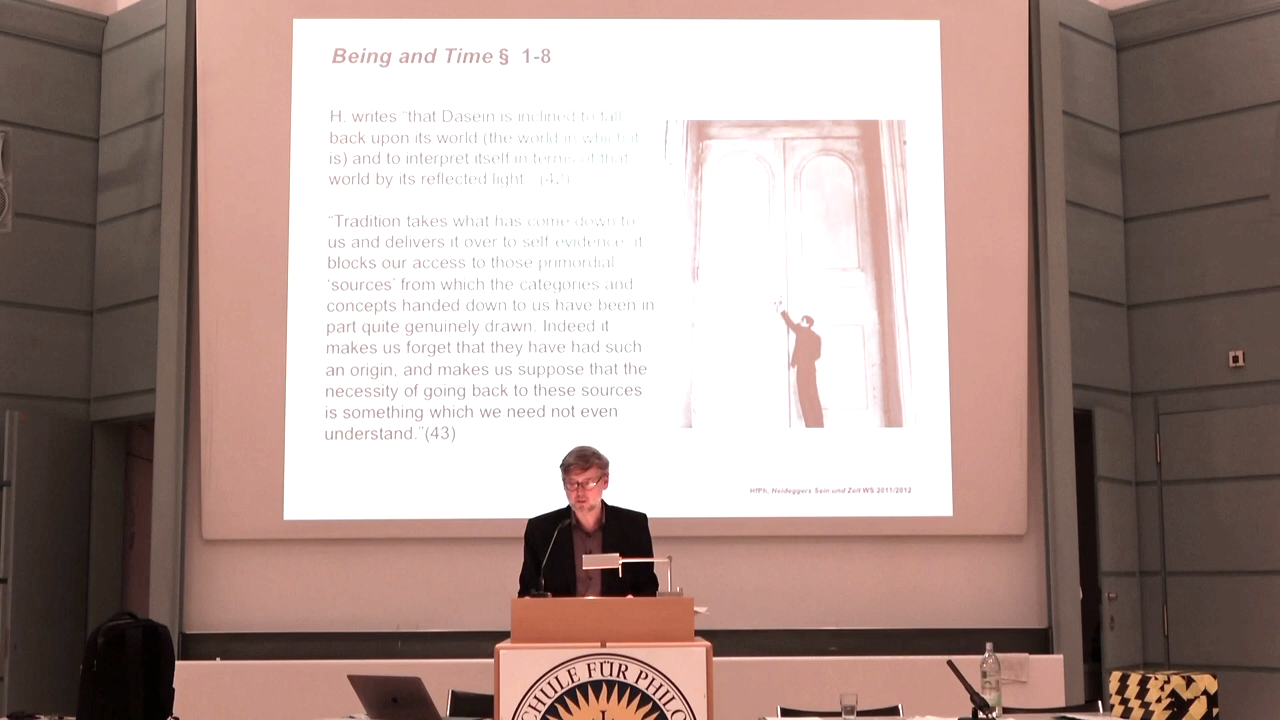 Being and Time § 1-8
H. writes “that Dasein is inclined to fall
back upon its world (the world in which it
is) and to interpret itself in terms of that
world by its reflected light
“Tradition takes what has come down to
us and delivers it over to self-evidence; it
blocks our access to those primordial
‘sources’ from which the categories and
concepts handed down to us have been in
part quite genuinely drawn. Indeed it
makes us forget that they have had such
an origin, and makes us suppose that the
necessity of going back to these sources
is something which we need not even
understand.”(43)
HfPh, Heideggers Sein und Zeit WS 2011/2012
CHULE FÜR PHILO